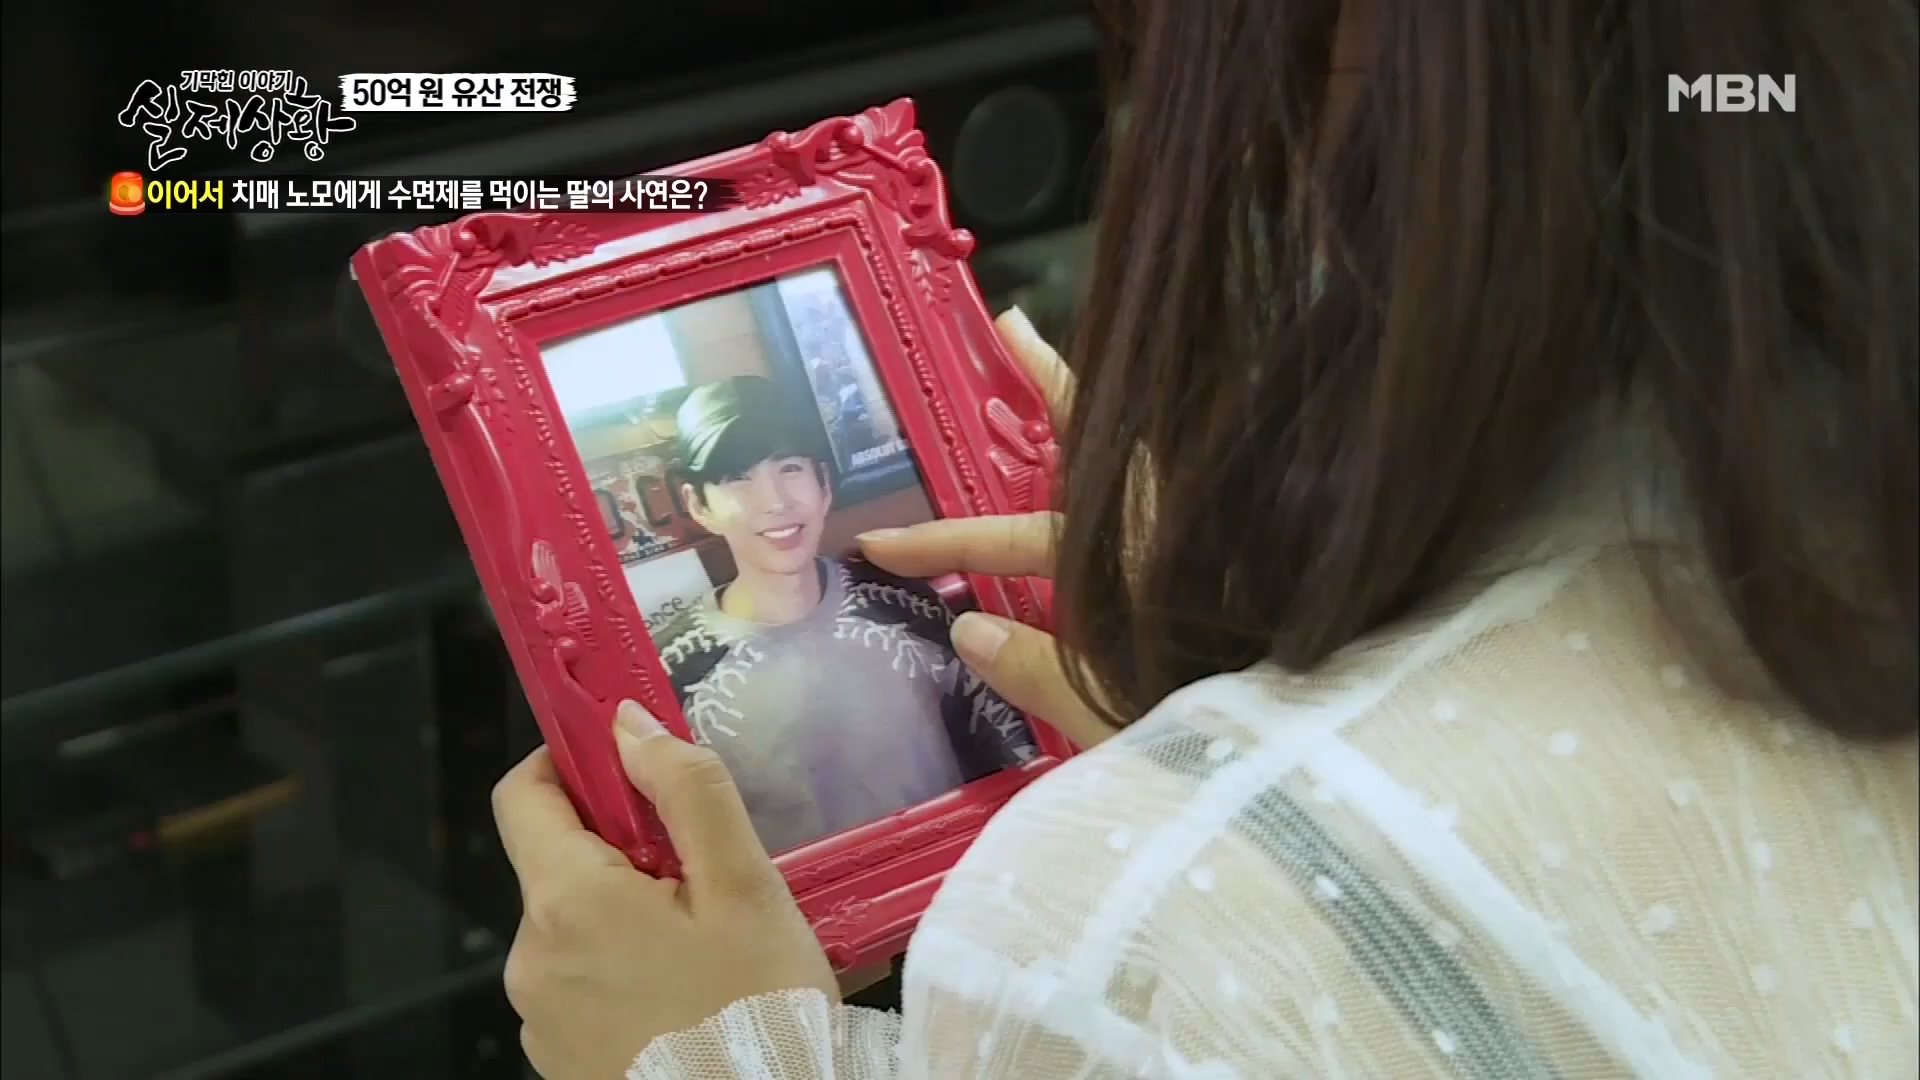 기막힌 이야기
실제상황
50억 원 유산 전쟁
MBN
이어서 치매 노모에게 수면제를 먹이는 딸의 사연은?
ABSOLUT